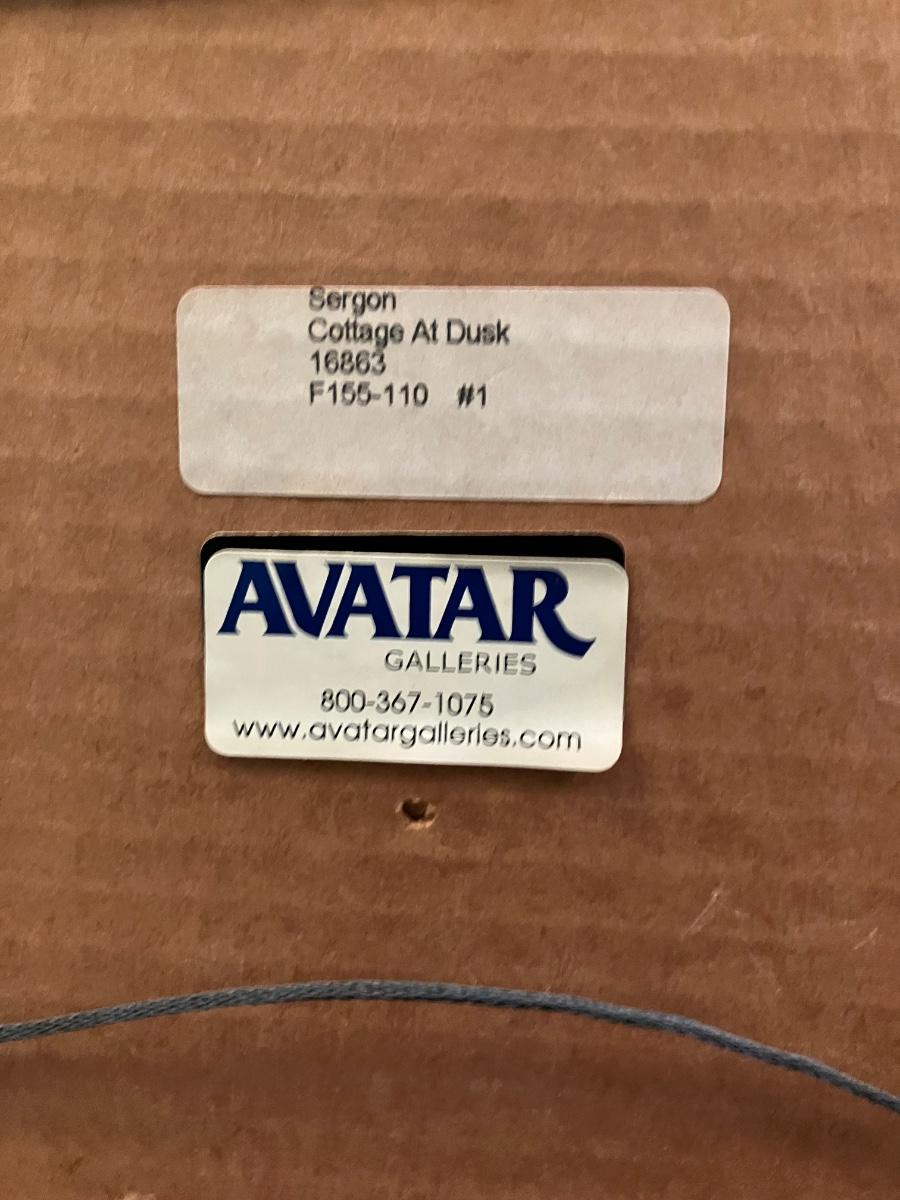 Sergon
Cottage At Dusk
16863
F155-110 #1
AVATAR
GALLERIES
800-367-1075
www.avatargalleries.com